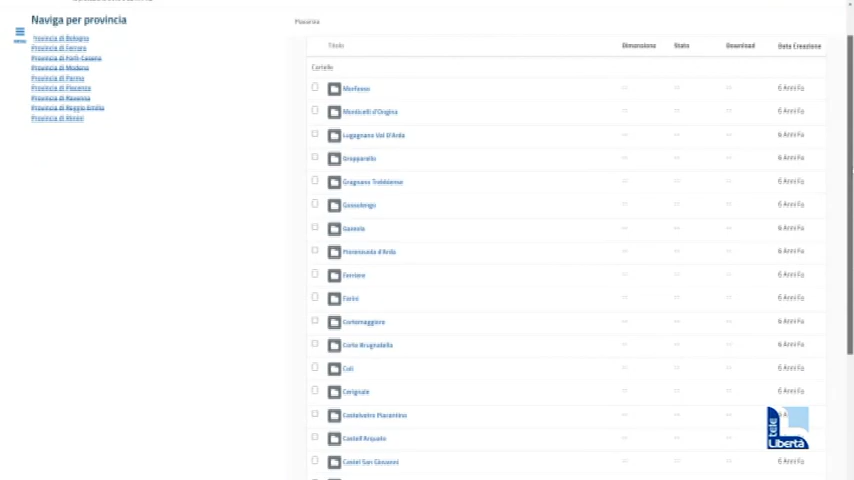 Naviga per provincia
Provincia di Bologna
Provincia di Ferrara
Provincia di Forlì-Cesena
Provincia di Modena
Provincia di Parma
Provincia di Piacenza
Provincia di Ravenna
Provincia di Reggio Emilia
Provincia di Rimini
MENU
Piacenza
Titolo Dimensione Stato Download Data Creazione
Cartelle
Morfasso -- -- -- 6 Anni Fa
Monticelli d'Ongina -- -- -- 6 Anni Fa
Lugagnano Val D'Arda -- -- -- 6 Anni Fa
Gropparello -- -- -- 6 Anni Fa
Gragnano Trebbiense -- -- -- 6 Anni Fa
Gossolengo -- -- -- 6 Anni Fa
Gazzola -- -- -- 6 Anni Fa
Fiorenzuola d'Arda -- -- -- 6 Anni Fa
Ferriere -- -- -- 6 Anni Fa
Farini -- -- -- 6 Anni Fa
Cortemaggiore -- -- -- 6 Anni Fa
Corte Brugnatella -- -- -- 6 Anni Fa
Coli -- -- -- 6 Anni Fa
Cerignale -- -- -- 6 Anni Fa
Castelvetro Piacentino -- -- --
Castell'Arquato -- -- --
Castel San Giovanni -- -- -- 6 Anni Fa
tele
Libertà